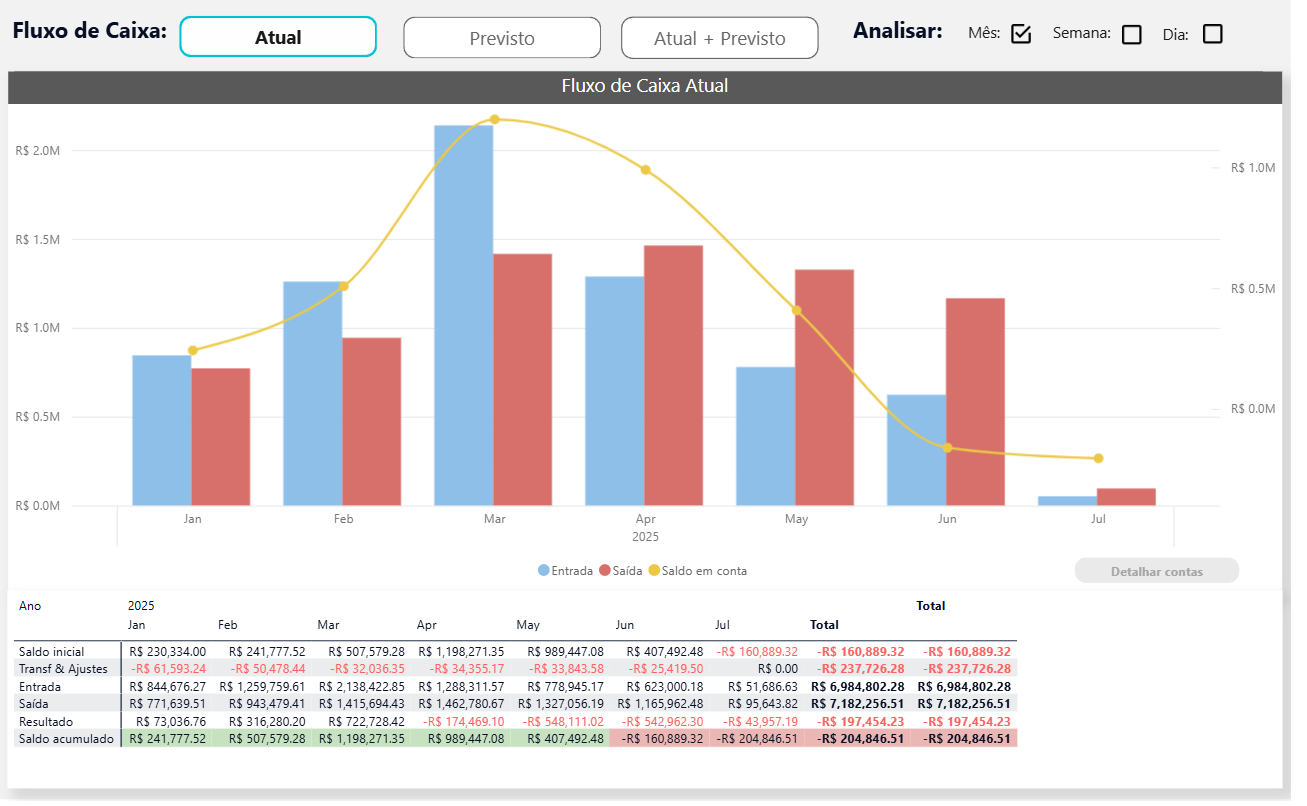 Fluxo de Caixa: Atual Previsto Atual + Previsto Analisar: Mês: Semana: Dia:
Fluxo de Caixa Atual
R$ 2.0M
R$ 1.5M
R$ 1.0M
R$ 0.5M
R$ 0.0M
R$ 1.0M
R$ 0.5M
R$ 0.0M
Jan Feb Mar Apr May Jun Jul
2025
Entrada Saída Saldo em conta
Detalhar contas
Ano 2025 Total
Jan Feb Mar Apr May Jun Jul Total
Saldo inicial R$ 230,334.00 R$ 241,777.52 R$ 507,579.28 R$ 1,198,271.35 R$ 989,447.08 R$ 407,492.48 -R$ 160,889.32 -R$ 160,889.32 -R$ 160,889.32
Transf & Ajustes -R$ 61,593.24 -R$ 50,478.44 -R$ 32,036.35 -R$ 34,355.17 -R$ 33,843.58 -R$ 25,419.50 R$ 0.00 -R$ 237,726.28 -R$ 237,726.28
Entrada R$ 844,676.27 R$ 1,259,759.61 R$ 2,138,422.85 R$ 1,288,311.57 R$ 778,945.17 R$ 623,000.18 R$ 51,686.63 R$ 6,984,802.28 R$ 6,984,802.28
Saída R$ 771,639.51 R$ 943,479.41 R$ 1,415,694.43 R$ 1,462,780.67 R$ 1,327,056.19 R$ 1,165,962.48 R$ 95,643.82 R$ 7,182,256.51 R$ 7,182,256.51
Resultado R$ 73,036.76 R$ 316,280.20 R$ 722,728.42 -R$ 174,469.10 -R$ 548,111.02 -R$ 542,962.30 -R$ 43,957.19 -R$ 197,454.23 -R$ 197,454.23
Saldo acumulado R$ 241,777.52 R$ 507,579.28 R$ 1,198,271.35 R$ 989,447.08 R$ 407,492.48 -R$ 160,889.32 -R$ 204,846.51 -R$ 204,846.51 -R$ 204,846.51